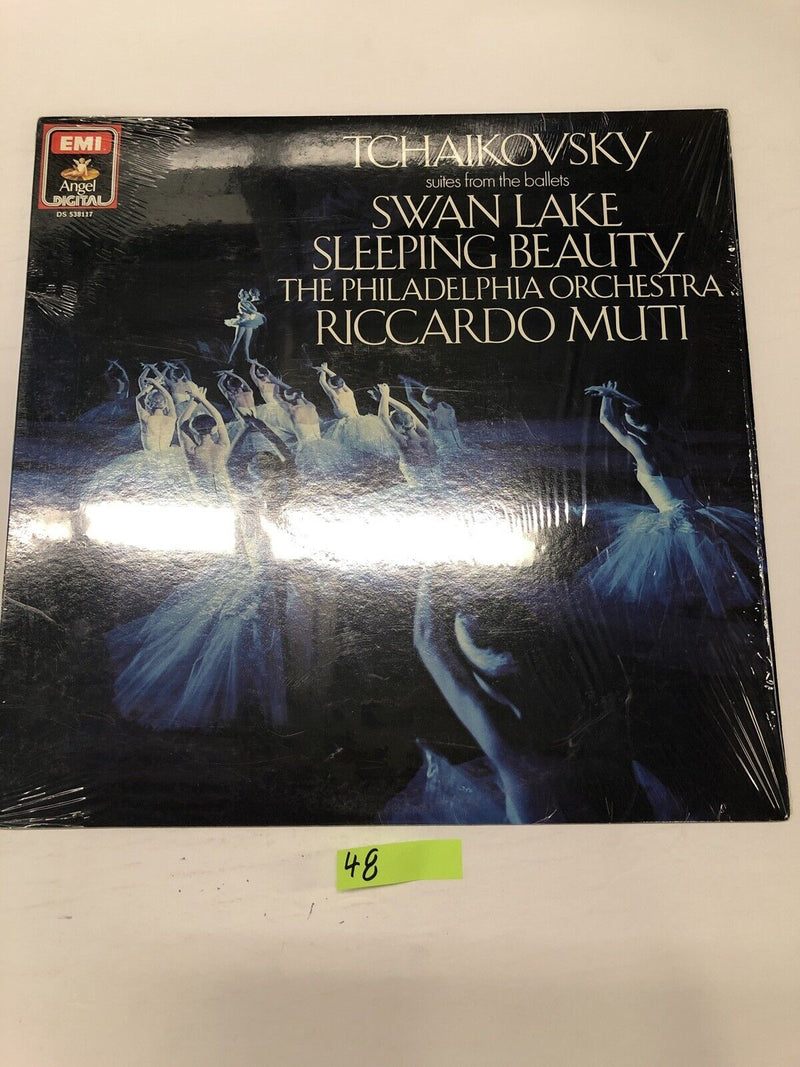 EMI
Angel
DIGITAL
DS 538117
TCHAIKOVSKY
suites from the ballets
SWAN LAKE
SLEEPING BEAUTY
THE PHILADELPHIA ORCHESTRA
RICCARDO MUTI
48